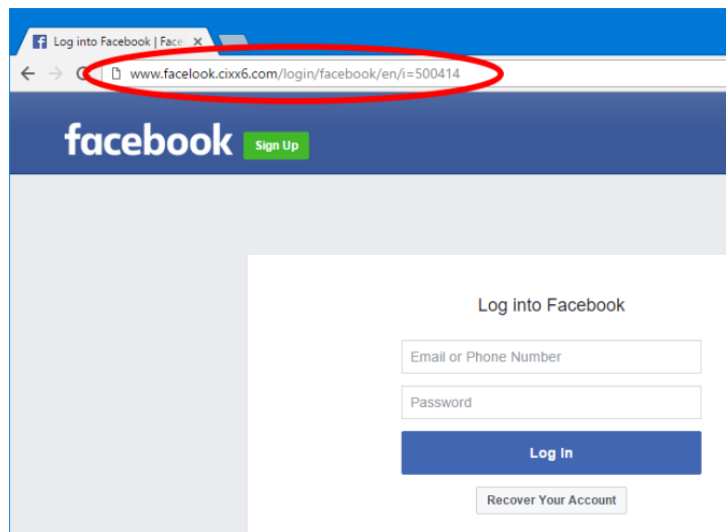 Log into Facebook | Face
www.facelook.cixx6.com/login/facebook/en/i=500414
facebook Sign Up
Log into Facebook
Email or Phone Number
Password
Log In
Recover Your Account